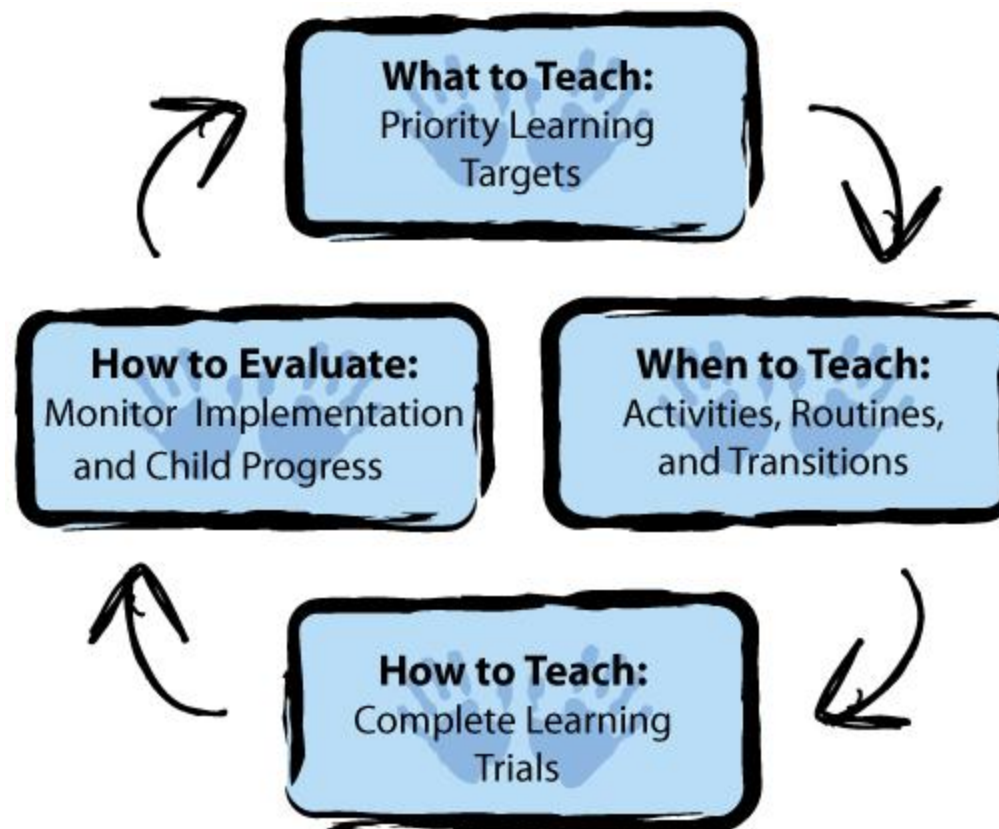 What to Teach:
Priority Learning
Targets
When to Teach:
Activities, Routines,
and Transitions
How to Teach:
Complete Learning
Trials
How to Evaluate:
Monitor Implementation
and Child Progress